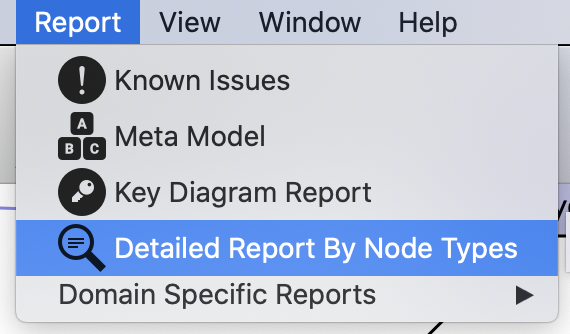 Report View Window Help
Known Issues
A
B C
Meta Model
Key Diagram Report
Detailed Report By Node Types
Domain Specific Reports